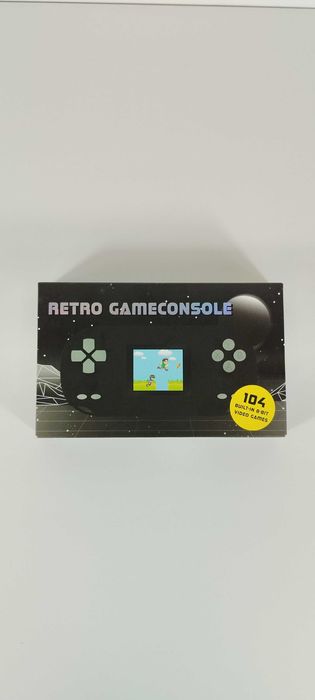 RETRO GAMECONSOLE
104
BUILT-IN 8-BIT
VIDEO GAMES